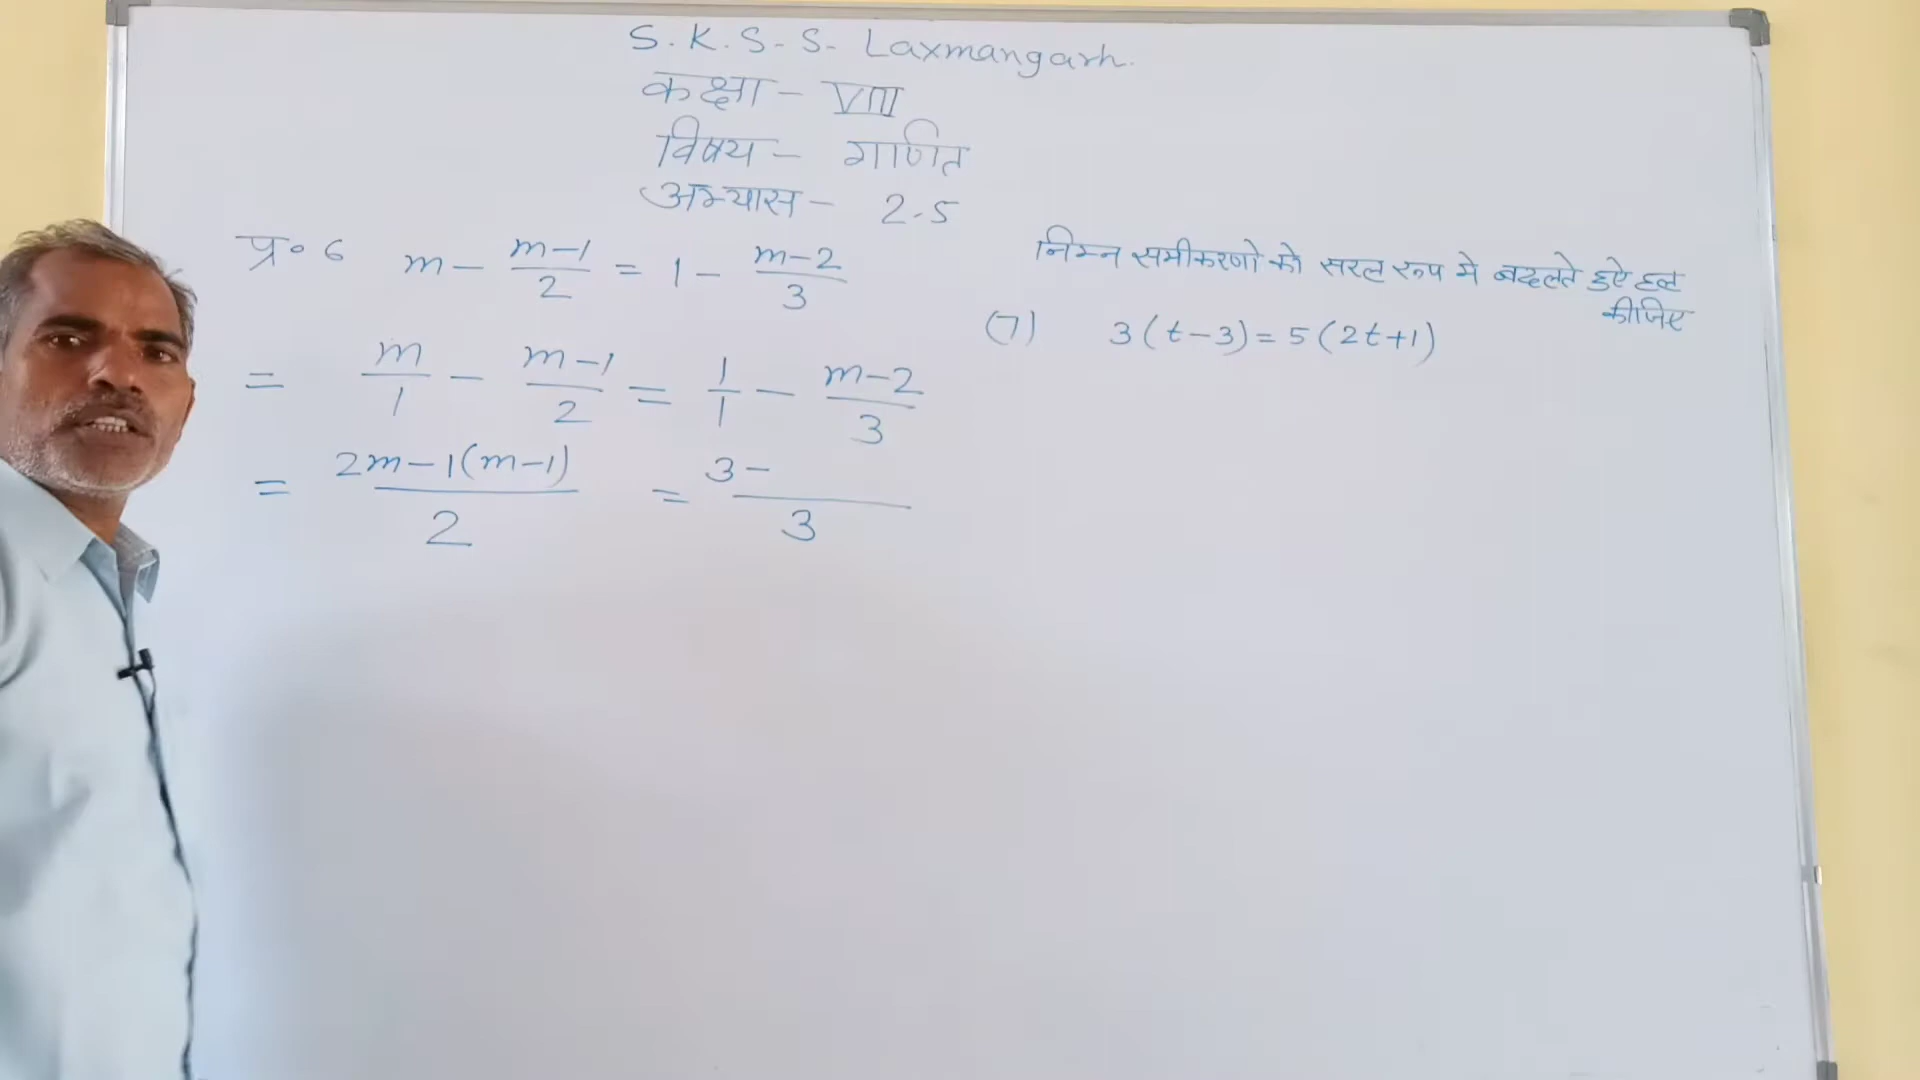 S.K.S.S. Laxmangarh.
कक्षा - VIII
विषय - गणित
अभ्यास - 2.5
प्र० 6 m - (m-1)/2 = 1 - (m-2)/3
= m/1 - (m-1)/2 = 1/1 - (m-2)/3
= (2m-1(m-1))/2 = (3-)/3
निम्न समीकरणो को सरल रूप मे बदलते हुऐ हल
कीजिए
(7) 3(t-3)=5(2t+1)